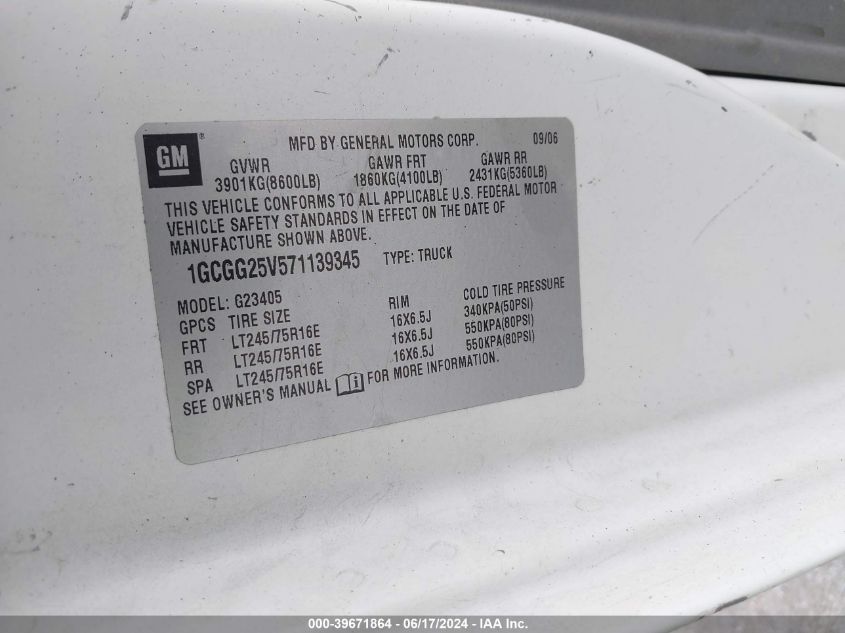 GM® MFD BY GENERAL MOTORS CORP. 09/06
GVWR GAWR FRT GAWR RR
3901KG(8600LB) 1860KG(4100LB) 2431KG(5360LB)
THIS VEHICLE CONFORMS TO ALL APPLICABLE U.S. FEDERAL MOTOR
VEHICLE SAFETY STANDARDS IN EFFECT ON THE DATE OF
MANUFACTURE SHOWN ABOVE.
1GCGG25V571139345 TYPE: TRUCK
MODEL: G23405
GPCS TIRE SIZE RIM COLD TIRE PRESSURE
FRT LT245/75R16E 16X6.5J 340KPA(50PSI)
RR LT245/75R16E 16X6.5J 550KPA(80PSI)
SPA LT245/75R16E 16X6.5J 550KPA(80PSI)
SEE OWNER'S MANUAL i FOR MORE INFORMATION.
000-39671864 - 06/17/2024 - IAA Inc.